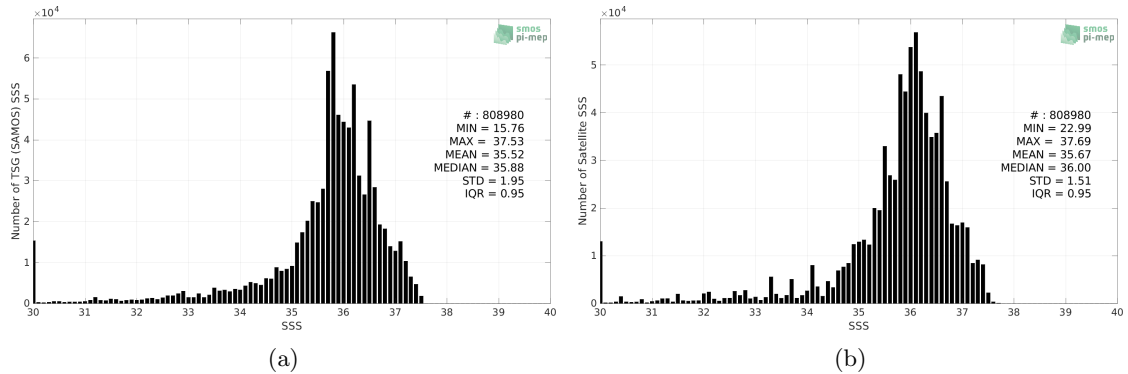 ×10⁴
Number of TSG (SAMOS) SSS
6
5
4
3
2
1
0
30 31 32 33 34 35 36 37 38 39 40
SSS
smos
pi-mep
# : 808980
MIN = 15.76
MAX = 37.53
MEAN = 35.52
MEDIAN = 35.88
STD = 1.95
IQR = 0.95
(a)
×10⁴
Number of Satellite SSS
5
4
3
2
1
0
30 31 32 33 34 35 36 37 38 39 40
SSS
smos
pi-mep
# : 808980
MIN = 22.99
MAX = 37.69
MEAN = 35.67
MEDIAN = 36.00
STD = 1.51
IQR = 0.95
(b)